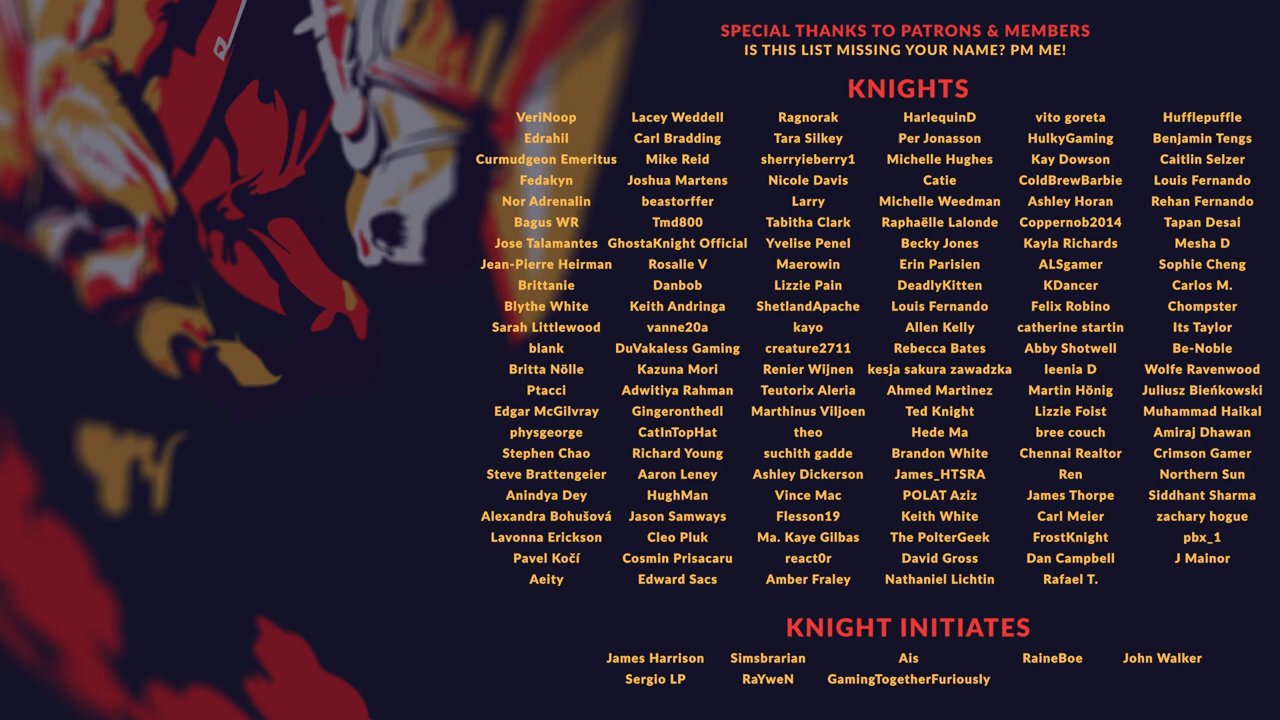 SPECIAL THANKS TO PATRONS & MEMBERS
IS THIS LIST MISSING YOUR NAME? PM ME!
KNIGHTS
VerlNoop Lacey Weddell Ragnorak HarlequinD vito goreta Hufflepuffle
Edrahil Carl Bradding Tara Silkey Per Jonasson HulkyGaming Benjamin Tengs
Curmudgeon Emeritus Mike Reid sherryieberry1 Michelle Hughes Kay Dowson Caitlin Selzer
Fedakyn Joshua Martens Nicole Davis Catie ColdBrewBarbie Louis Fernando
Nor Adrenalin beastorffer Larry Michelle Weedman Ashley Horan Rehan Fernando
Bagus WR Tmd800 Tabitha Clark Raphaëlle Lalonde Coppernob2014 Tapan Desai
Jose Talamantes GhostaKnight Official Yvelise Penel Becky Jones Kayla Richards Mesha D
Jean-Pierre Heirman Rosalie V Maerowin Erin Parisien ALSgamer Sophie Cheng
Brittanie Danbob Lizzie Pain DeadlyKitten KDancer Carlos M.
Blythe White Keith Andringa ShetlandApache Louis Fernando Felix Robino Chompster
Sarah Littlewood vanne20a kayo Allen Kelly catherine startin Its Taylor
blank DuVakaless Gaming creature2711 Rebecca Bates Abby Shotwell Be-Noble
Britta Nölle Kazuna Mori Renier Wijnen kesja sakura zawadzka leenia D Wolfe Ravenwood
Ptacci Adwitiya Rahman Teutorix Aleria Ahmed Martinez Martin Hönig Juliusz Bieńkowski
Edgar McGilvray Gingeronthedl Marthinus Viljoen Ted Knight Lizzie Foist Muhammad Haikal
physgeorge CatInTopHat theo Hede Ma bree couch Amiraj Dhawan
Stephen Chao Richard Young suchith gadde Brandon White Chennai Realtor Crimson Gamer
Steve Brattengeier Aaron Leney Ashley Dickerson James_HTSRA Ren Northern Sun
Anindya Dey HughMan Vince Mac POLAT Aziz James Thorpe Siddhant Sharma
Alexandra Bohušová Jason Samways Flesson19 Keith White Carl Meier zachary hogue
Lavonna Erickson Cleo Pluk Ma. Kaye Gilbas The PolterGeek FrostKnight pbx_1
Pavel Kočí Cosmin Prisacaru react0r David Gross Dan Campbell J Mainor
Aeity Edward Sacs Amber Fraley Nathaniel Lichtin Rafael T.
KNIGHT INITIATES
James Harrison Simsbrarian Ais RaineBoe John Walker
Sergio LP RaYweN GamingTogetherFuriously